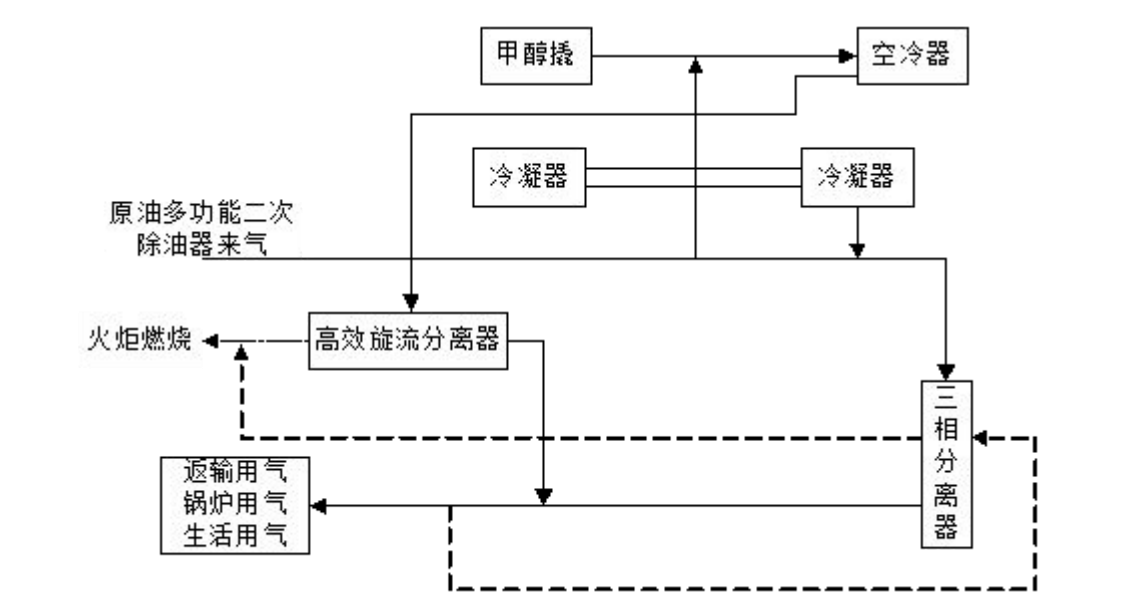 甲醇撬
空冷器
冷凝器
冷凝器
原油多功能二次
除油器来气
火炬燃烧
高效旋流分离器
三
相
分
离
器
返输用气
锅炉用气
生活用气